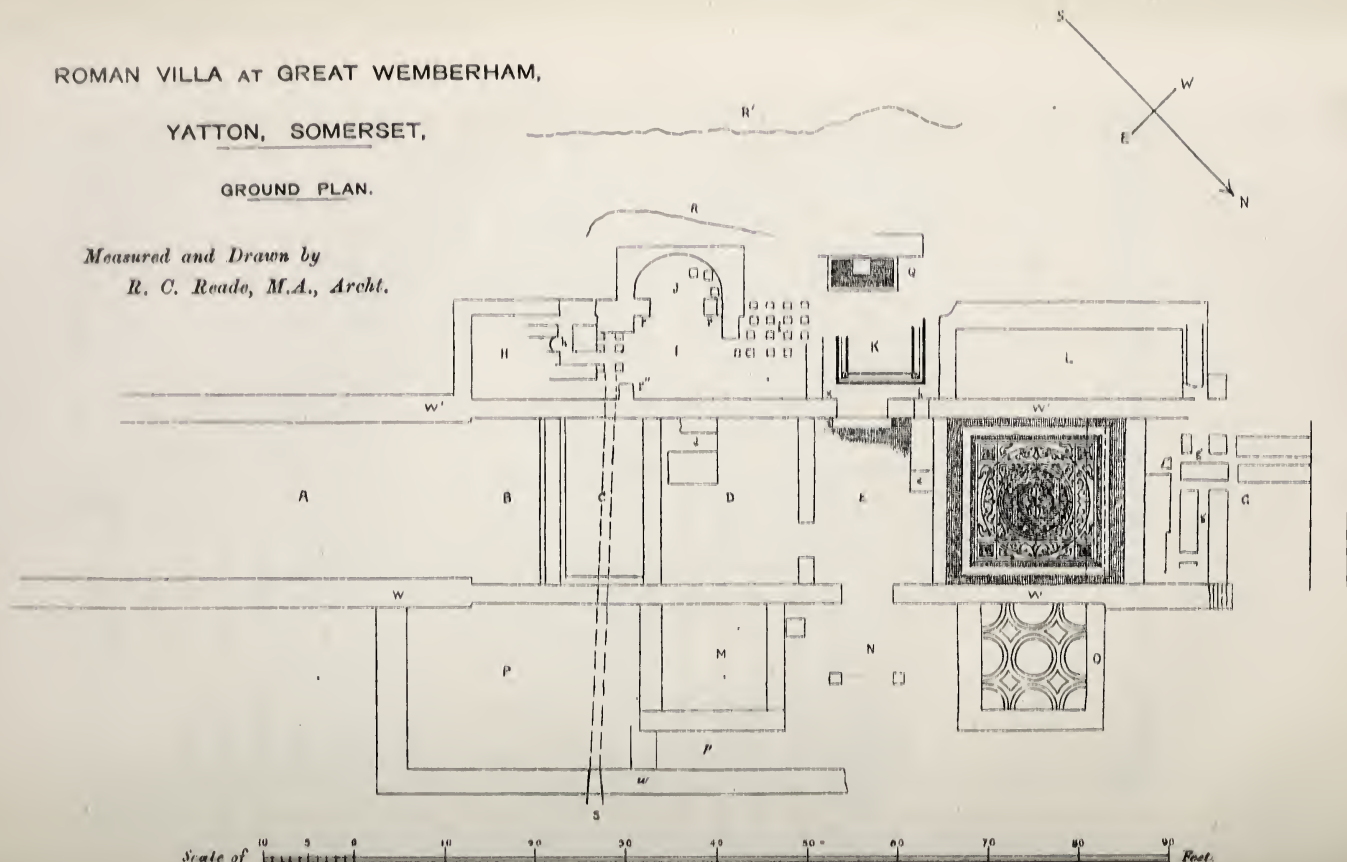 ROMAN VILLA AT GREAT WEMBERHAM,
YATTON, SOMERSET,
GROUND PLAN.
Measured and Drawn by
R. C. Reade, M.A., Archt.
S
W
E
N
R'
R
Q
J
F F
H h I i K L
F"
W' x h W'
A B C J D E e G
g'
g
W W'
P M N O
p
w
S
Scale of 10 5 0 10 20 30 40 50 60 70 80 90 Feet.